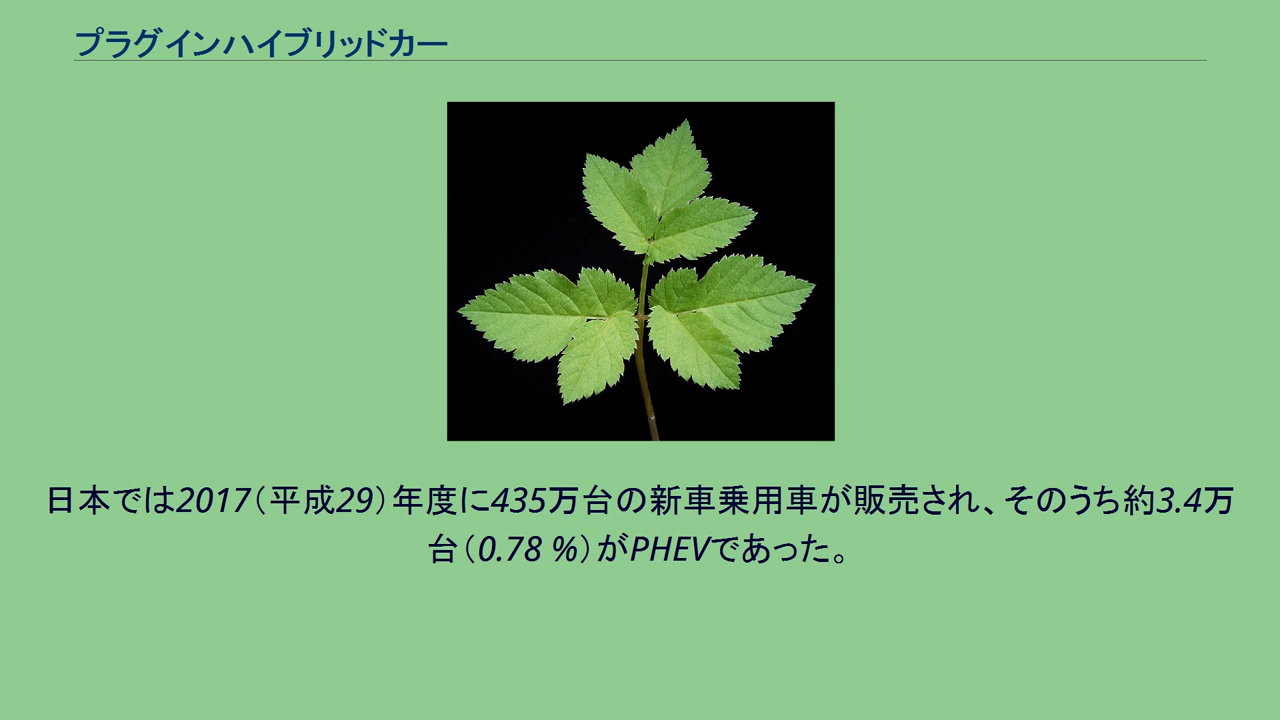 プラグインハイブリッドカー
日本では2017（平成29）年度に435万台の新車乗用車が販売され、そのうち約3.4万
台（0.78 %）がPHEVであった。